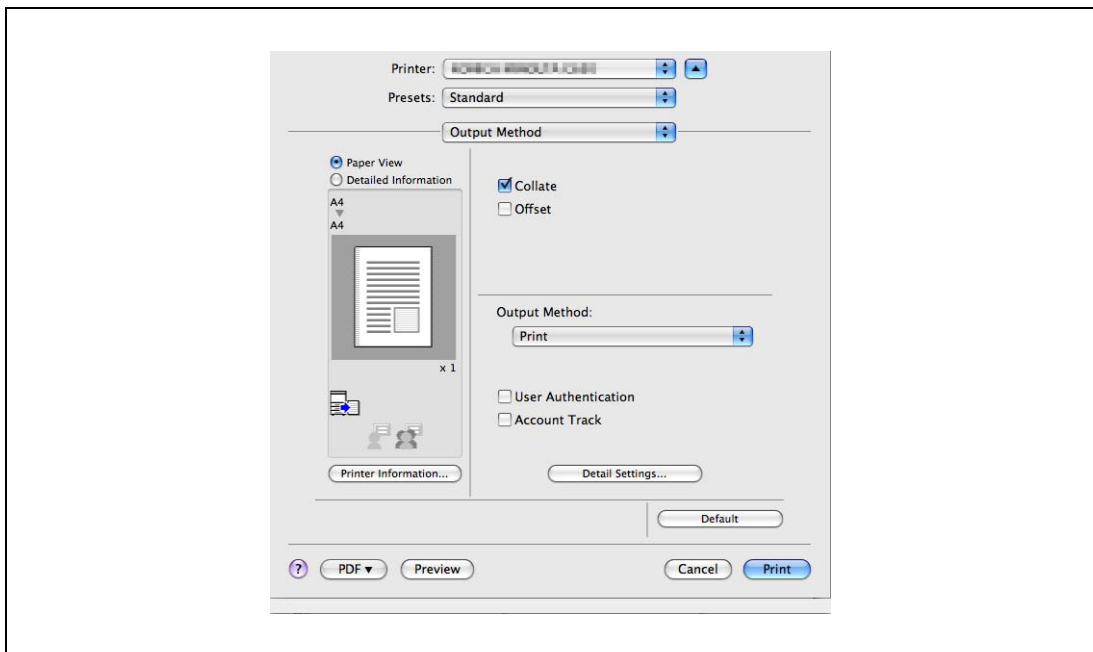 Printer:
Presets: Standard
Output Method
Paper View
Detailed Information
A4
A4
x 1
Printer Information...
Collate
Offset
Output Method:
Print
User Authentication
Account Track
Detail Settings...
Default
? PDF Preview Cancel Print